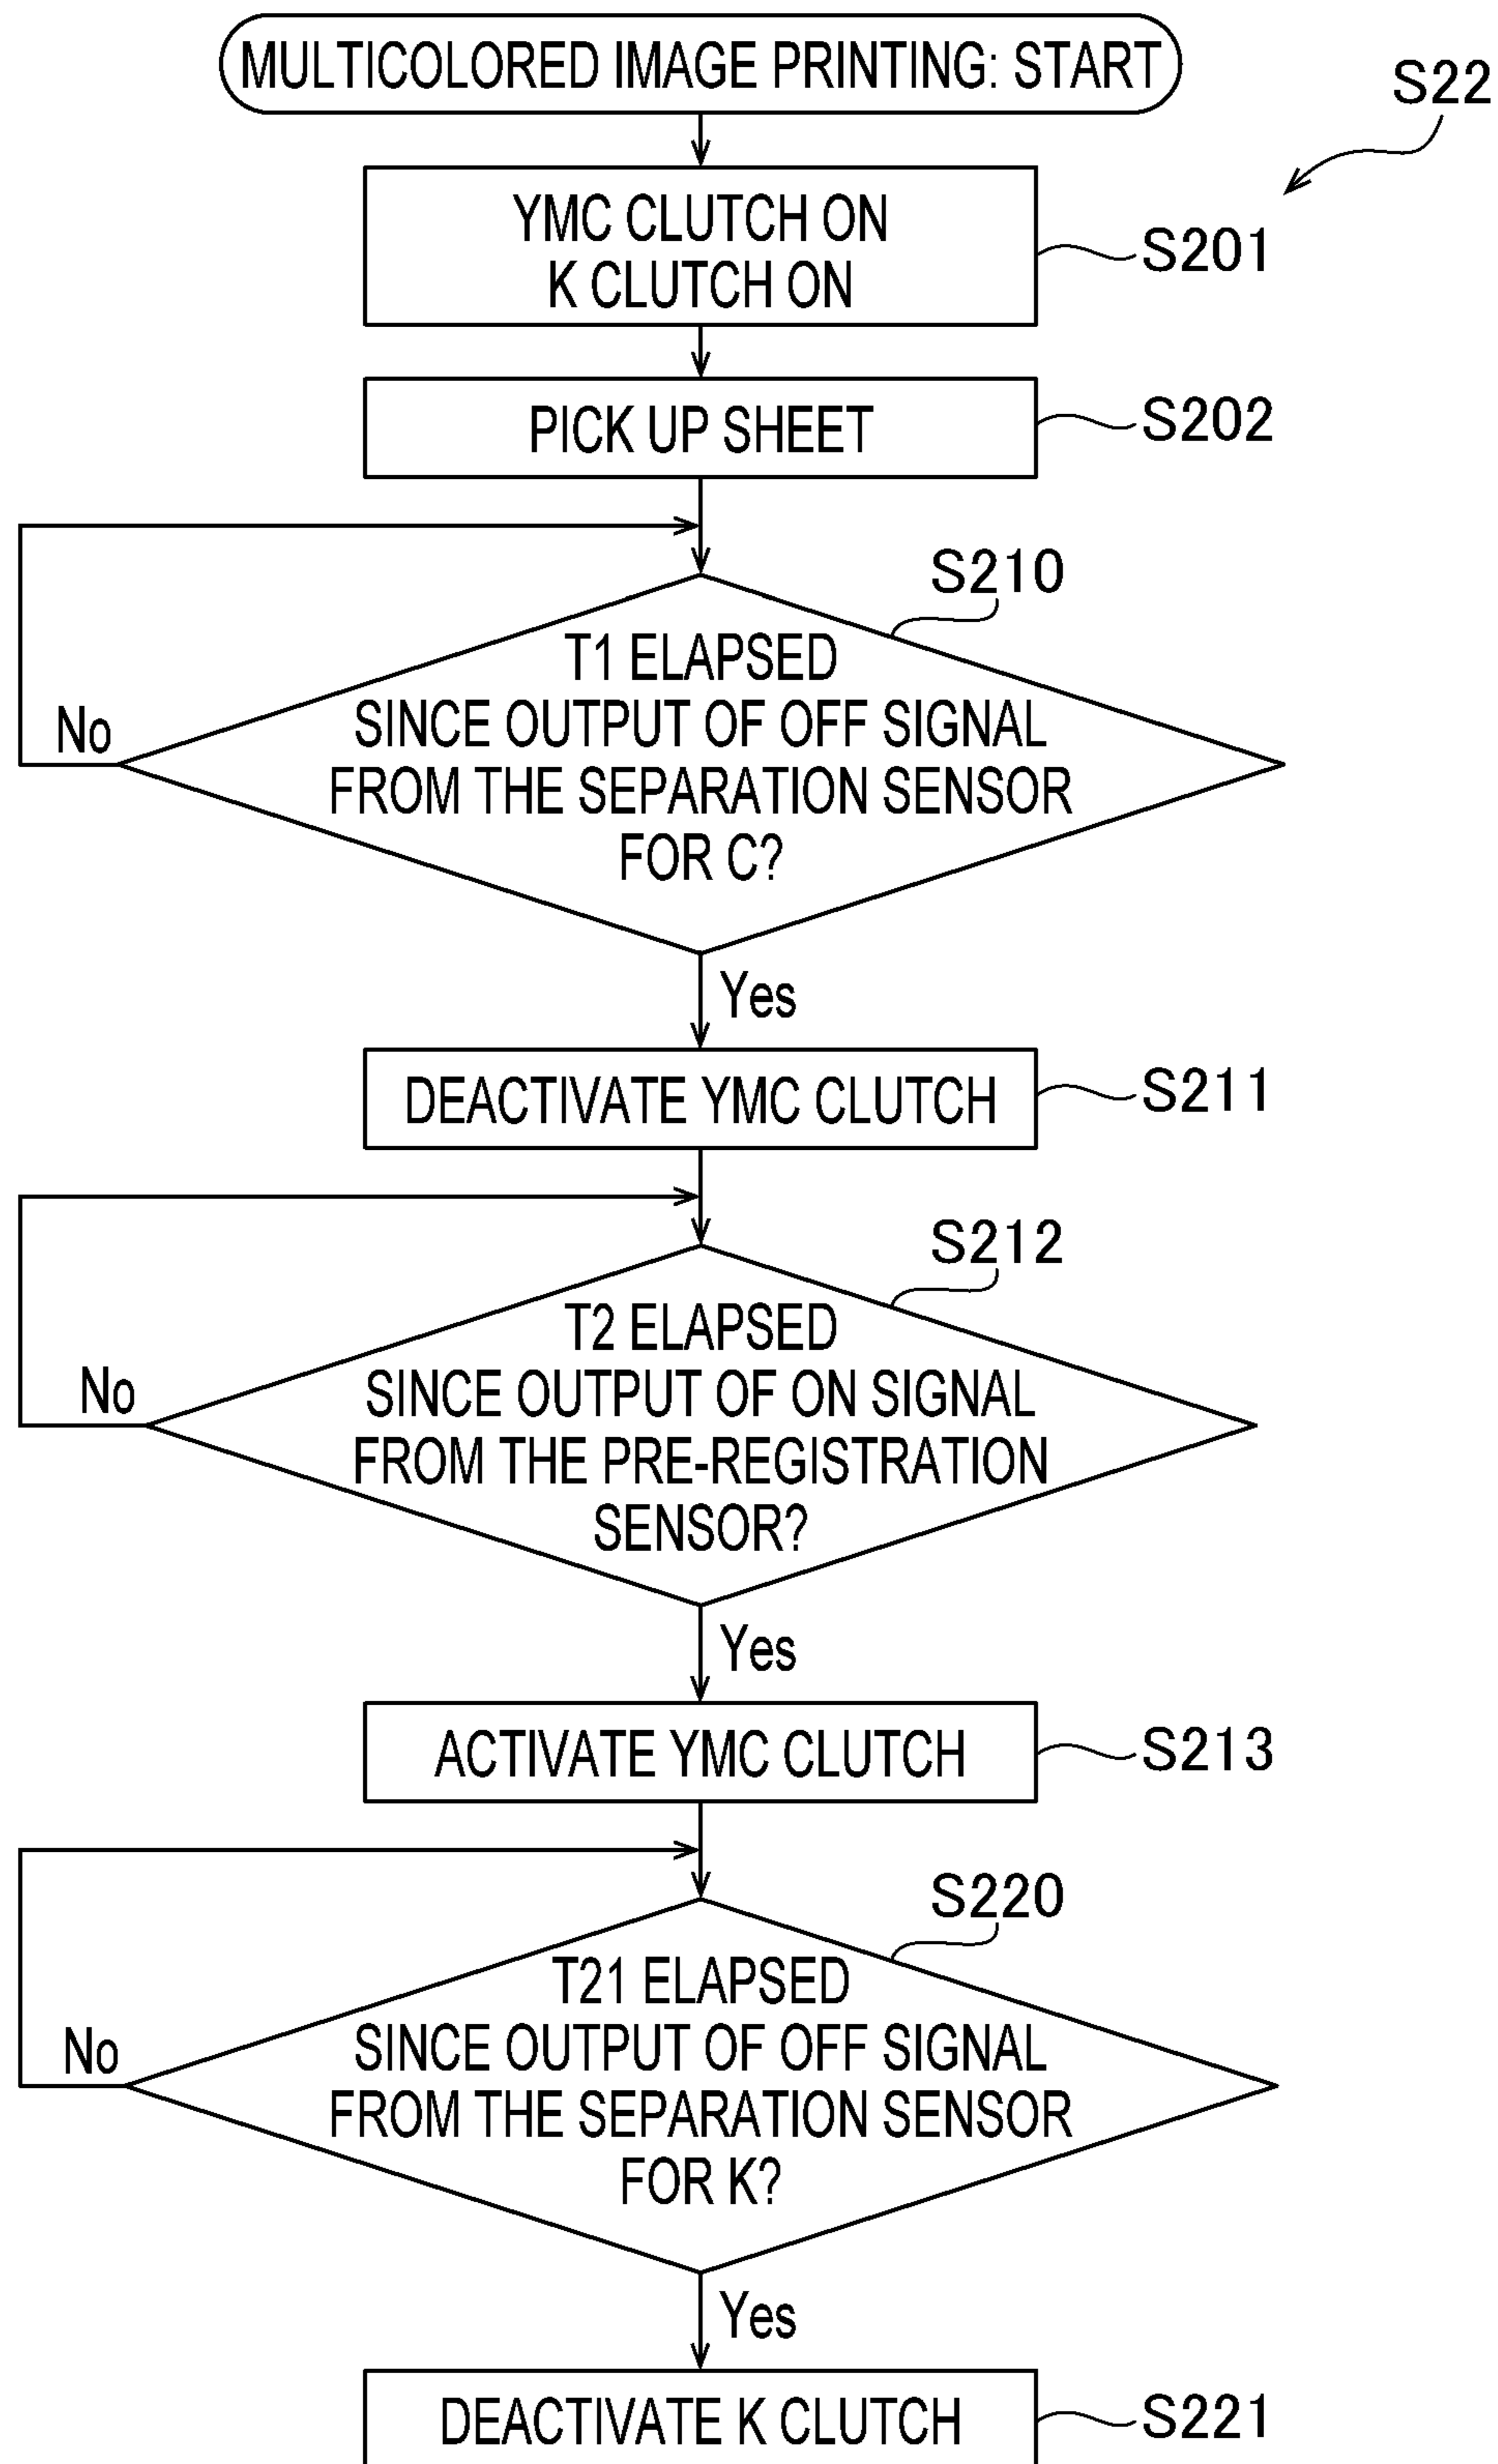 MULTICOLORED IMAGE PRINTING: START
S22
YMC CLUTCH ON
K CLUTCH ON
S201
PICK UP SHEET
S202
S210
T1 ELAPSED
SINCE OUTPUT OF OFF SIGNAL
FROM THE SEPARATION SENSOR
FOR C?
No
Yes
DEACTIVATE YMC CLUTCH
S211
S212
T2 ELAPSED
SINCE OUTPUT OF ON SIGNAL
FROM THE PRE-REGISTRATION
SENSOR?
No
Yes
ACTIVATE YMC CLUTCH
S213
S220
T21 ELAPSED
SINCE OUTPUT OF OFF SIGNAL
FROM THE SEPARATION SENSOR
FOR K?
No
Yes
DEACTIVATE K CLUTCH
S221